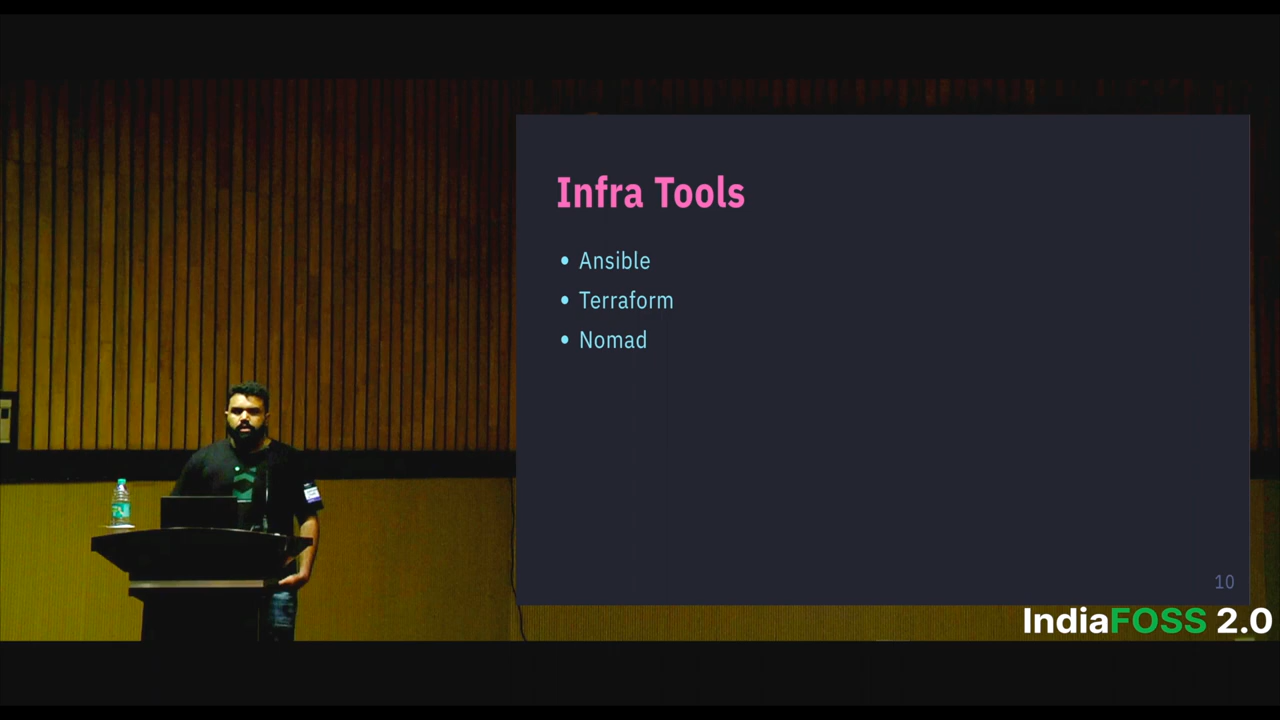 Infra Tools
• Ansible
• Terraform
• Nomad
10
IndiaFOSS 2.0